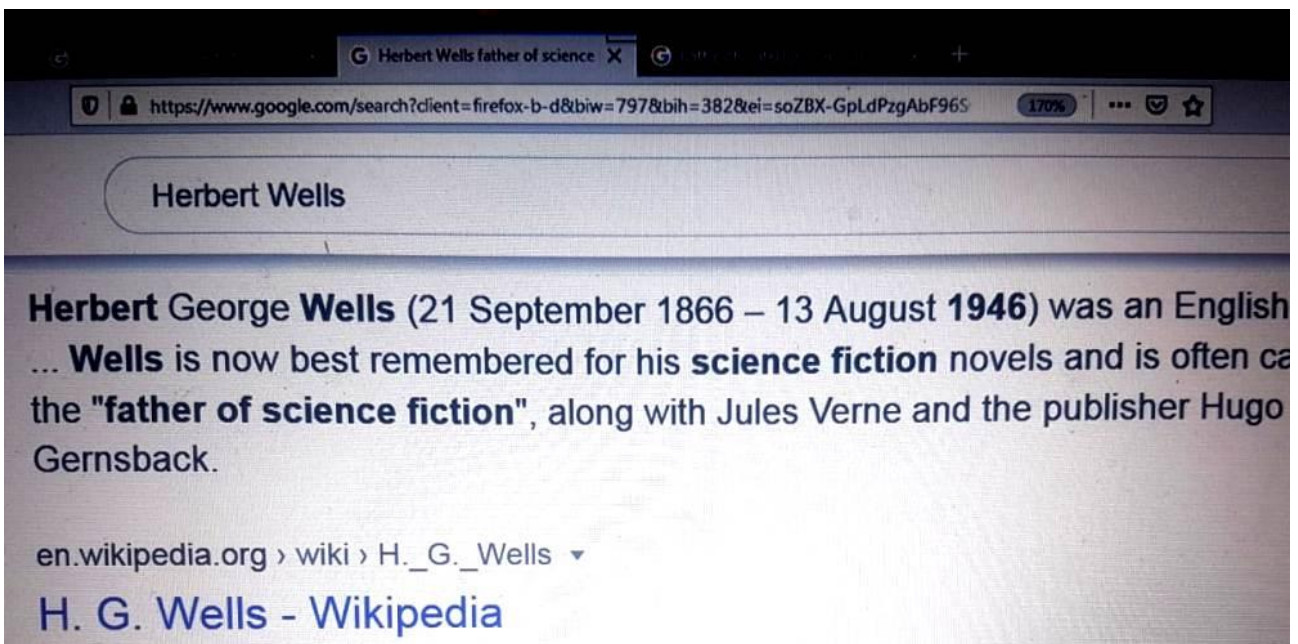 G Herbert Wells father of science X G +
https://www.google.com/search?client=firefox-b-d&biw=797&bih=382&ei=soZBX-GpLdPzgAbF96S 170% ...
Herbert Wells
Herbert George Wells (21 September 1866 – 13 August 1946) was an English
... Wells is now best remembered for his science fiction novels and is often ca
the "father of science fiction", along with Jules Verne and the publisher Hugo
Gernsback.
en.wikipedia.org › wiki › H._G._Wells
H. G. Wells - Wikipedia